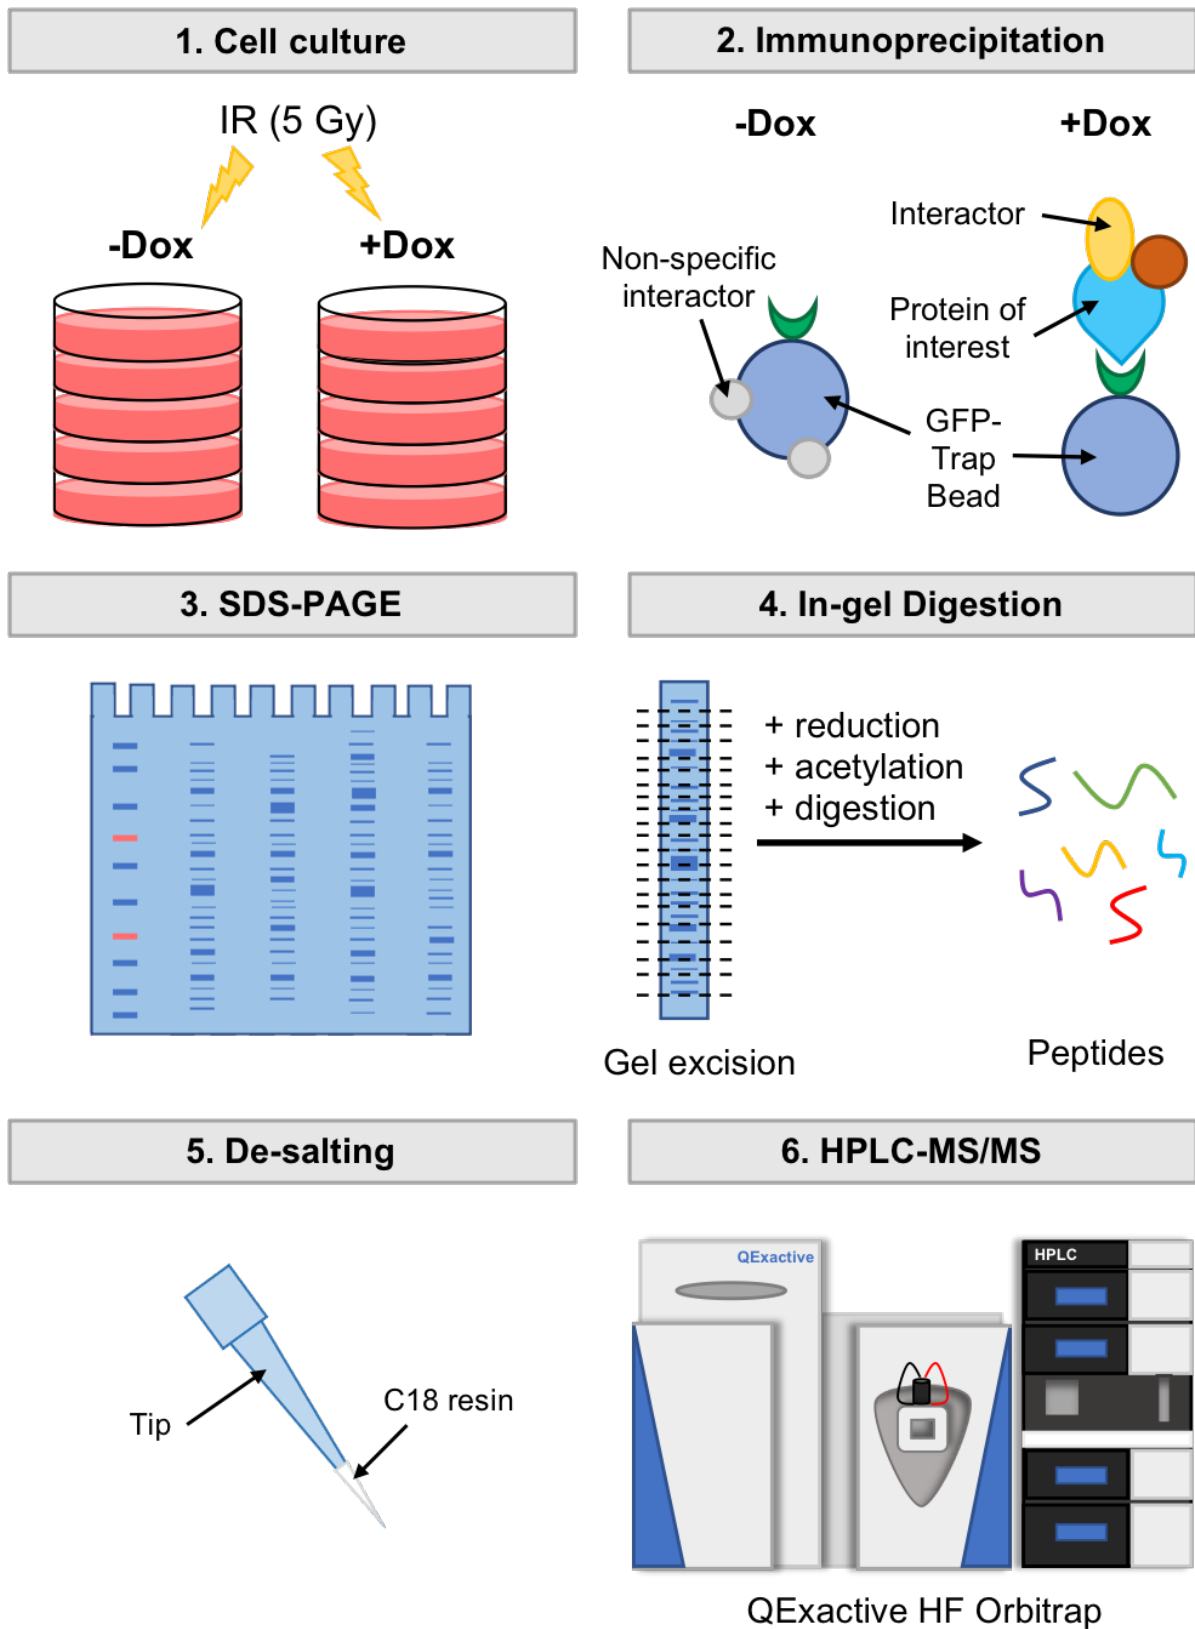 1. Cell culture
IR (5 Gy)
-Dox
+Dox
2. Immunoprecipitation
-Dox
+Dox
Interactor
Non-specific
interactor
Protein of
interest
GFP-
Trap
Bead
3. SDS-PAGE
4. In-gel Digestion
+ reduction
+ acetylation
+ digestion
Gel excision
Peptides
5. De-salting
Tip
C18 resin
6. HPLC-MS/MS
QExactive
HPLC
QExactive HF Orbitrap